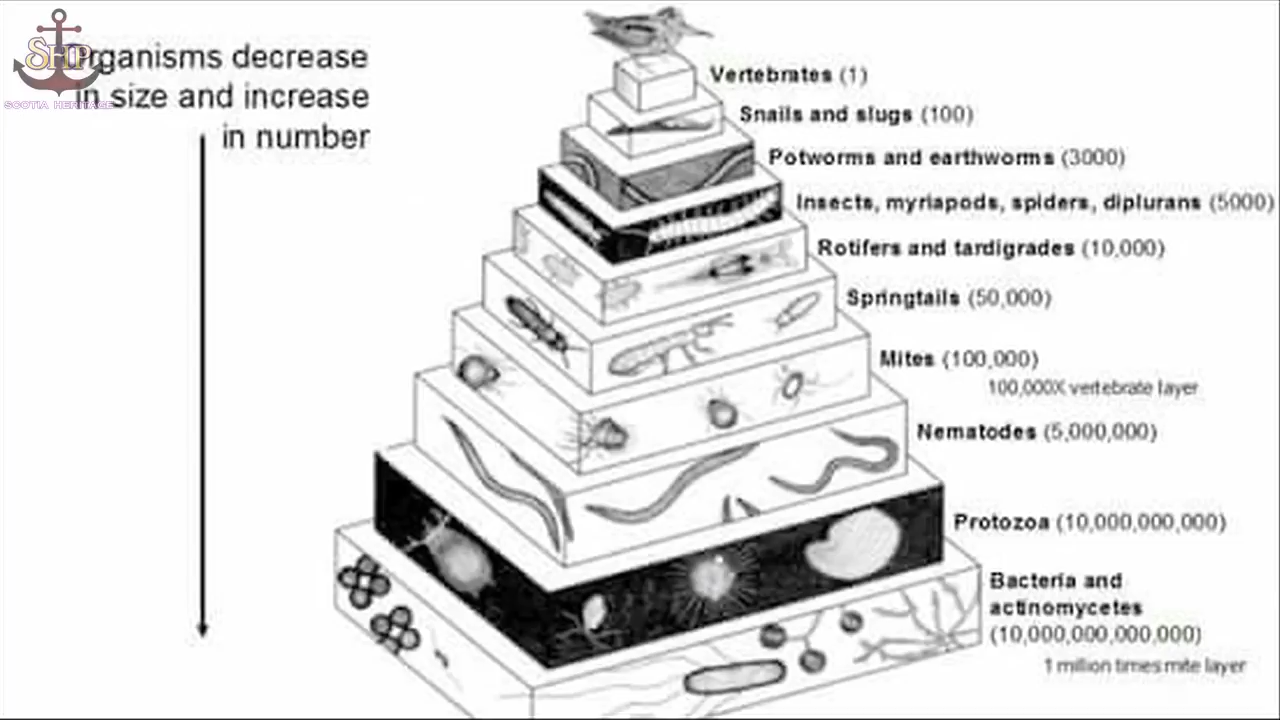 SHP
SCOTIA HERITAGE
Organisms decrease
in size and increase
in number
Vertebrates (1)
Snails and slugs (100)
Potworms and earthworms (3000)
Insects, myriapods, spiders, diplurans (5000)
Rotifers and tardigrades (10,000)
Springtails (50,000)
Mites (100,000)
100,000X vertebrate layer
Nematodes (5,000,000)
Protozoa (10,000,000,000)
Bacteria and
actinomycetes
(10,000,000,000,000)
1 million times mite layer